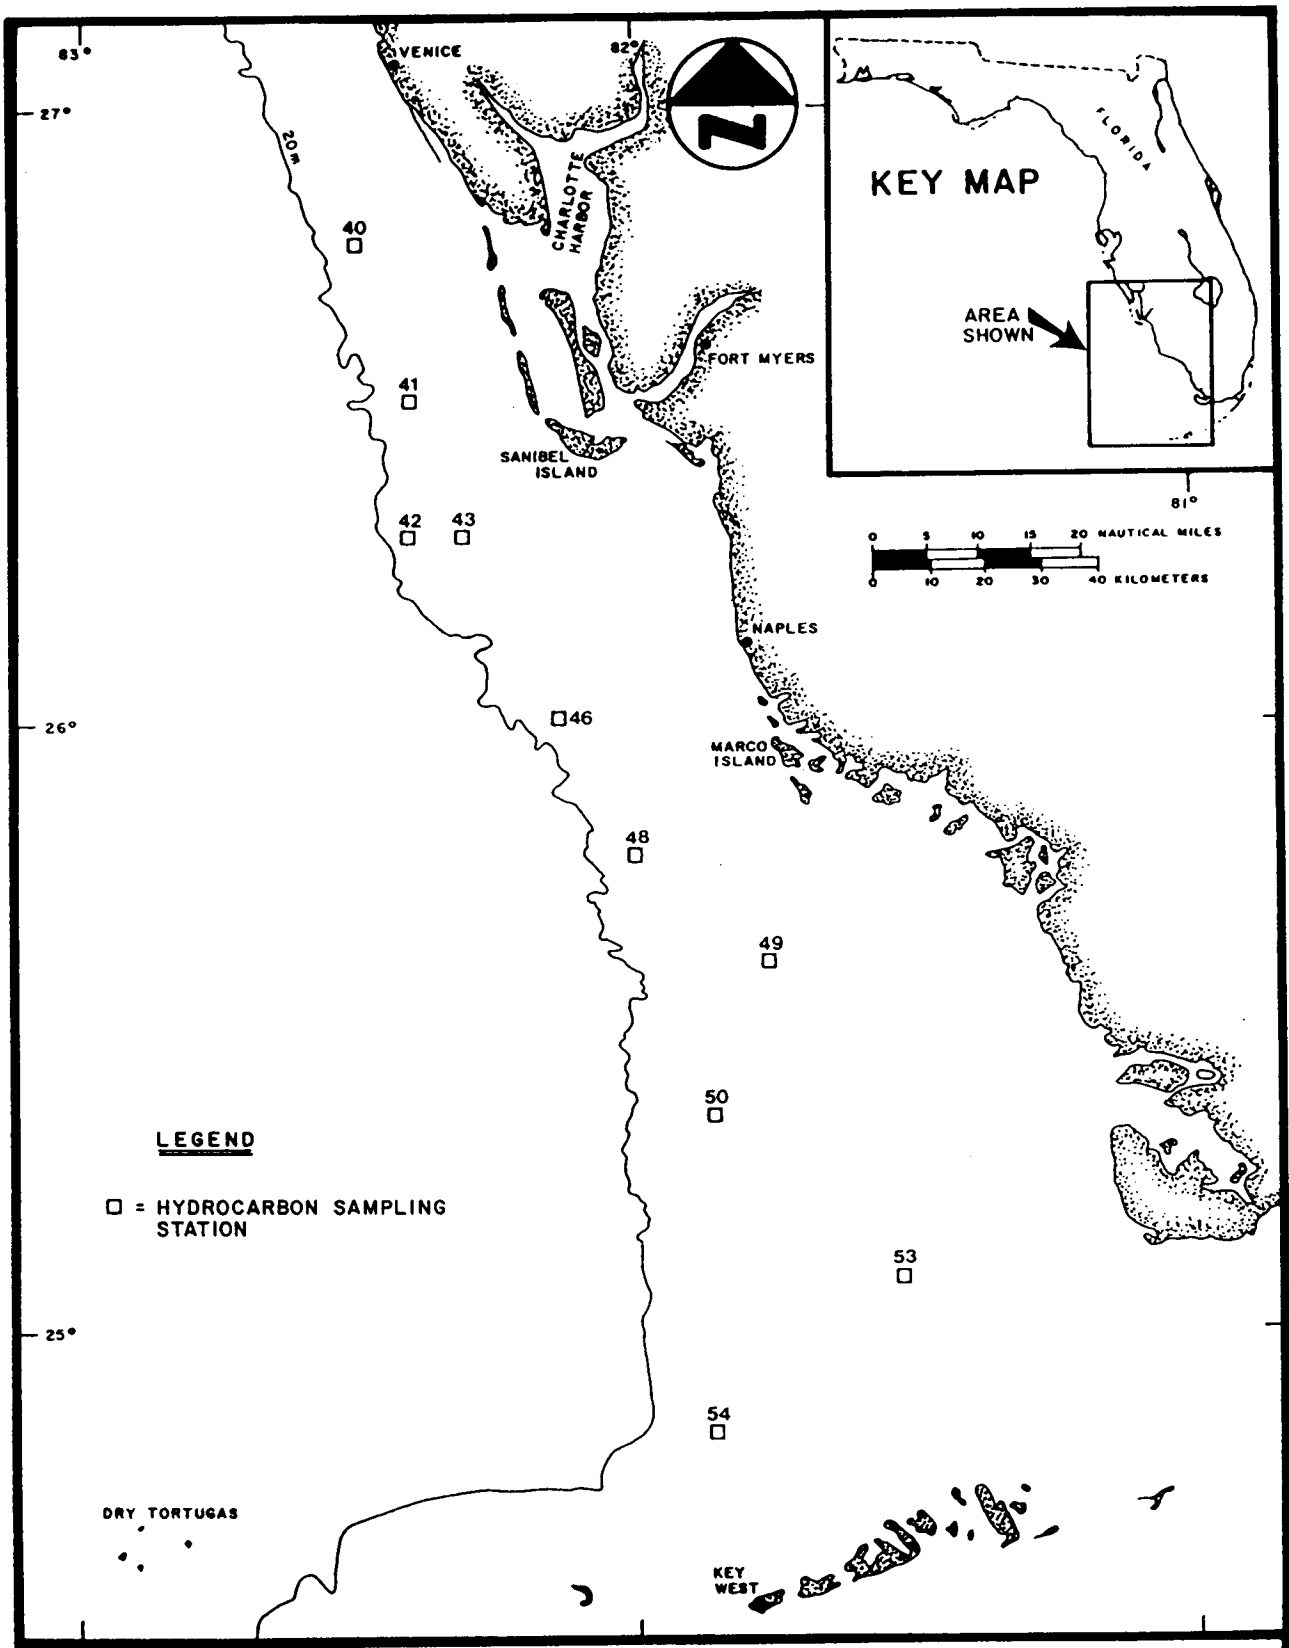 83°
82°
VENICE
27°
20m
CHARLOTTE
HARBOR
N
FLORIDA
KEY MAP
AREA
SHOWN
40
FORT MYERS
41
SANIBEL
ISLAND
81°
42
43
0 5 10 15 20 NAUTICAL MILES
0 10 20 30 40 KILOMETERS
NAPLES
46
26°
MARCO
ISLAND
48
49
50
LEGEND
= HYDROCARBON SAMPLING
STATION
53
25°
54
DRY TORTUGAS
KEY
WEST